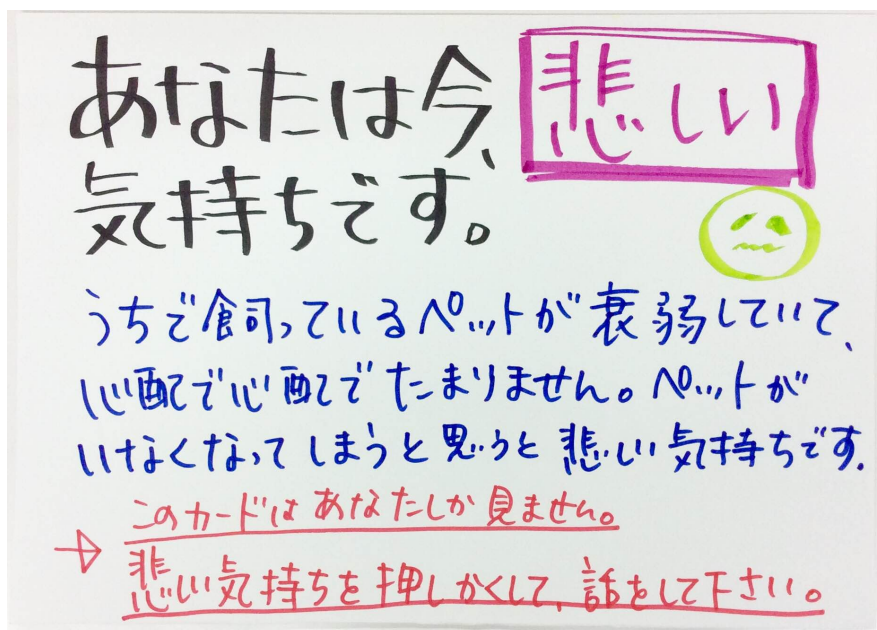 あなたは今、
悲しい
気持ちです。
うちで飼っているペットが衰弱していて、
心配で心配でたまりません。ペットが
いなくなってしまうと思うと悲しい気持ちです。
このカードはあなたしか見ません。
→悲しい気持ちを押しかくして、話をして下さい。